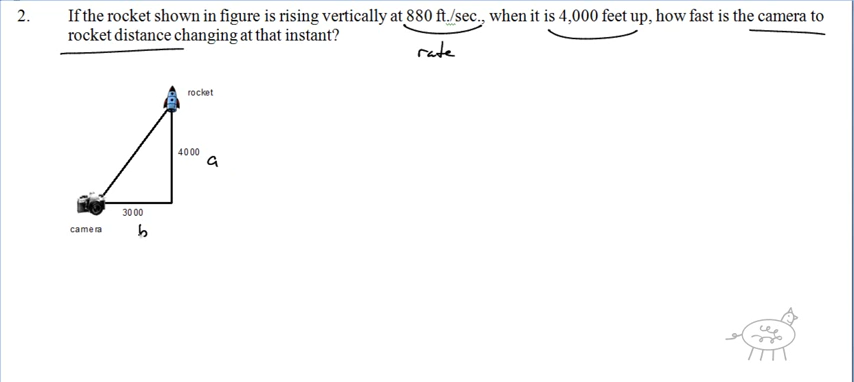 2. If the rocket shown in figure is rising vertically at 880 ft./sec., when it is 4,000 feet up, how fast is the camera to
rocket distance changing at that instant?
rate
rocket
4000 a
3000
camera b